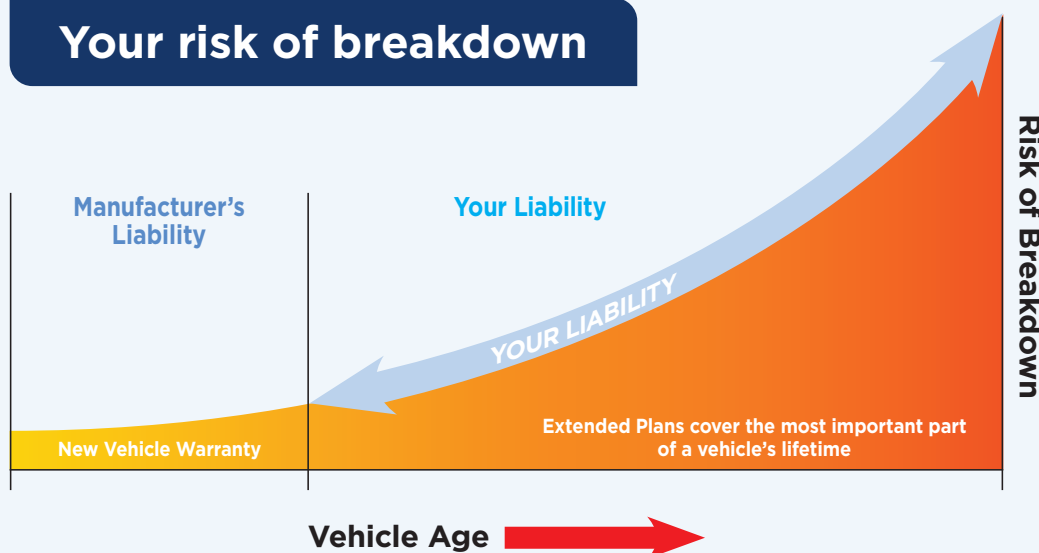 Your risk of breakdown
Manufacturer’s
Liability
Your Liability
YOUR LIABILITY
Risk of Breakdown
New Vehicle Warranty
Extended Plans cover the most important part
of a vehicle’s lifetime
Vehicle Age